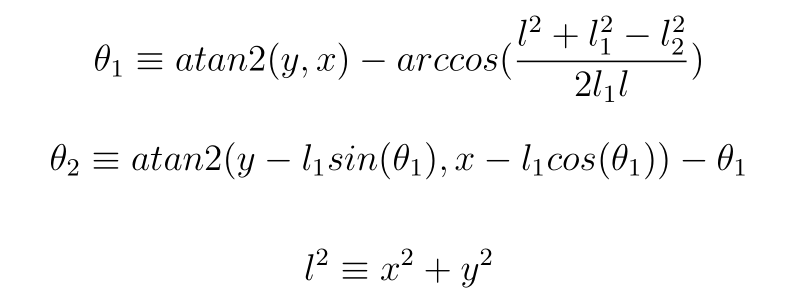 θ₁ ≡ atan2(y, x) − arccos((l² + l₁² − l₂²)/(2l₁l))
θ₂ ≡ atan2(y − l₁sin(θ₁), x − l₁cos(θ₁)) − θ₁
l² ≡ x² + y²